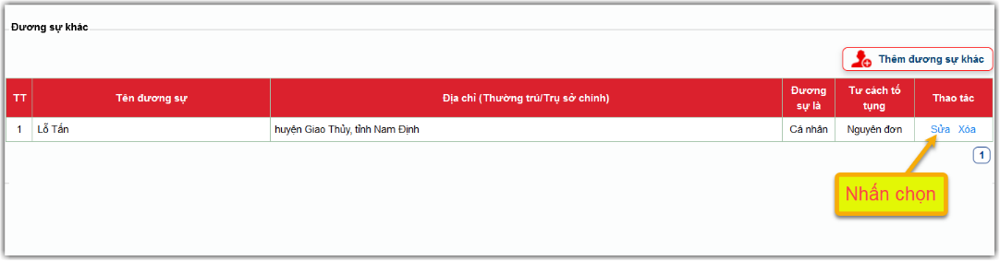 Đương sự khác
Thêm đương sự khác
TT Tên đương sự Địa chỉ (Thường trú/Trụ sở chính) Đương sự là Tư cách tố tụng Thao tác
1 Lỗ Tấn huyện Giao Thủy, tỉnh Nam Định Cá nhân Nguyên đơn Sửa Xóa
1
Nhấn chọn